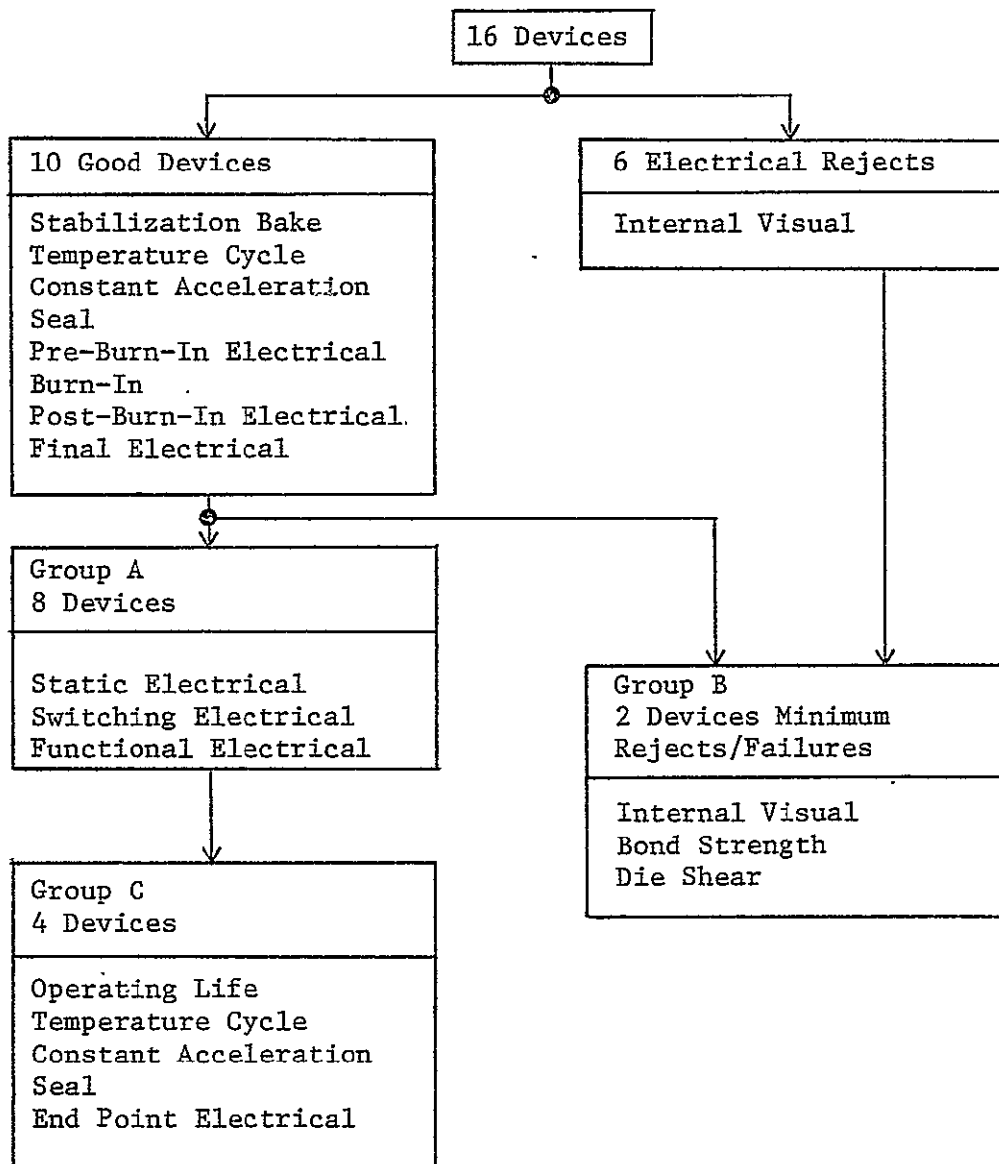 16 Devices
10 Good Devices
Stabilization Bake
Temperature Cycle
Constant Acceleration
Seal
Pre-Burn-In Electrical
Burn-In
Post-Burn-In Electrical
Final Electrical
6 Electrical Rejects
Internal Visual
Group A
8 Devices
Static Electrical
Switching Electrical
Functional Electrical
Group B
2 Devices Minimum
Rejects/Failures
Internal Visual
Bond Strength
Die Shear
Group C
4 Devices
Operating Life
Temperature Cycle
Constant Acceleration
Seal
End Point Electrical